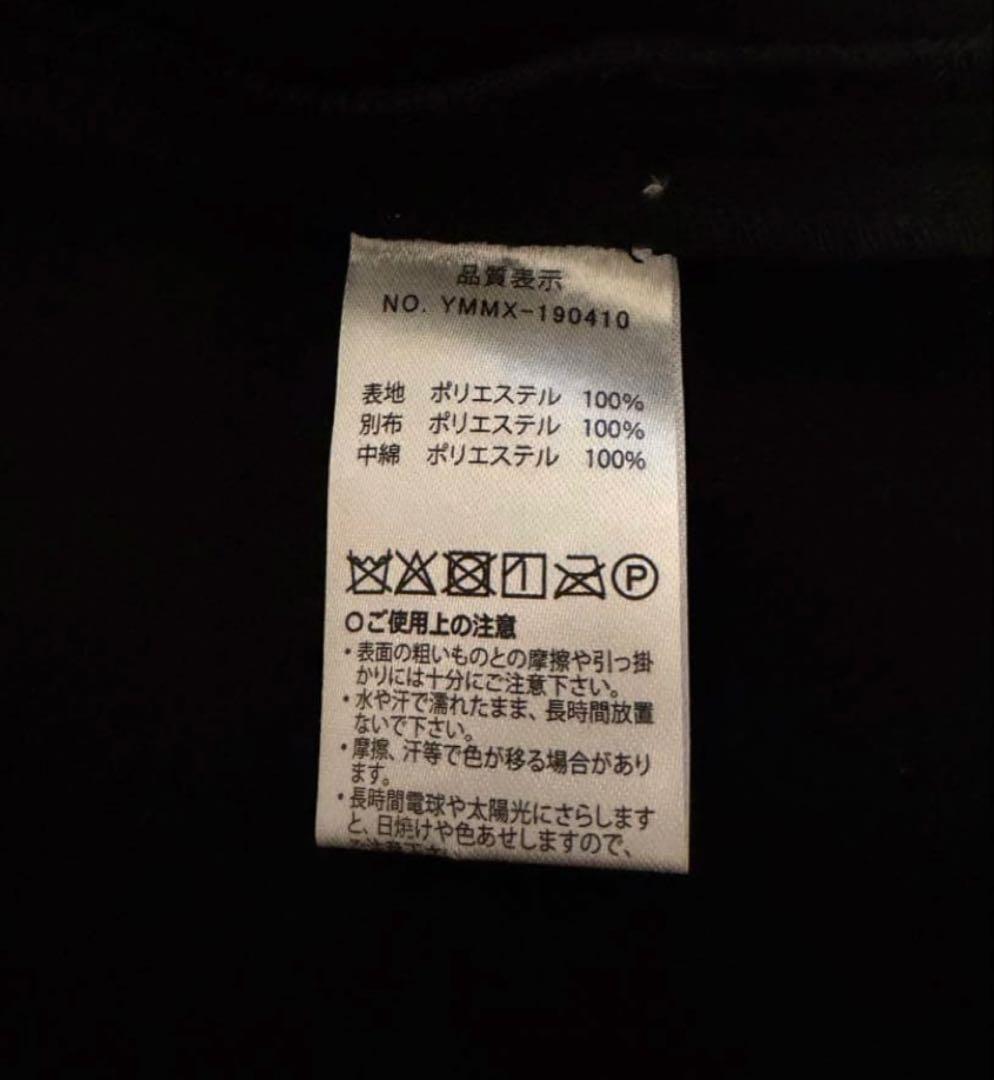 品質表示
NO. YMMX-190410
表地 ポリエステル 100%
別布 ポリエステル 100%
中綿 ポリエステル 100%
P
〇ご使用上の注意
・表面の粗いものとの摩擦や引っ掛
かりには十分にご注意下さい。
・水や汗で濡れたまま、長時間放置
ないで下さい。
・摩擦、汗等で色が移る場合があり
ます。
・長時間電球や太陽光にさらします
と、日焼けや色あせしますので、